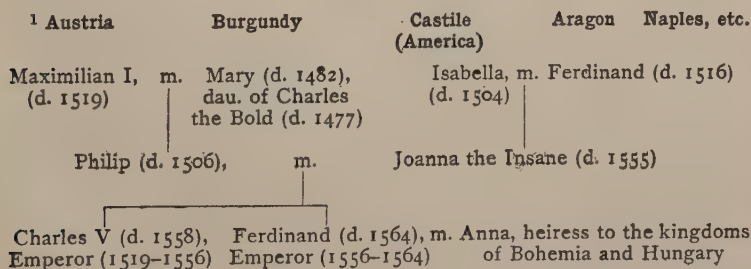 ¹ Austria Burgundy Castile Aragon Naples, etc.
(America)
Maximilian I, m. Mary (d. 1482), Isabella, m. Ferdinand (d. 1516)
(d. 1519) dau. of Charles (d. 1504)
the Bold (d. 1477)
Philip (d. 1506), m. Joanna the Insane (d. 1555)
Charles V (d. 1558), Ferdinand (d. 1564), m. Anna, heiress to the kingdoms
Emperor (1519–1556) Emperor (1556–1564) of Bohemia and Hungary